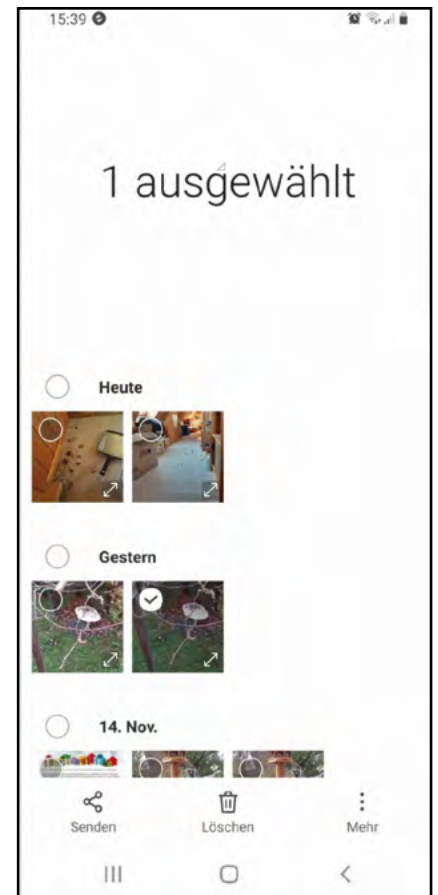 15:39
1 ausgewählt
Heute
Gestern
14. Nov.
Senden Löschen Mehr